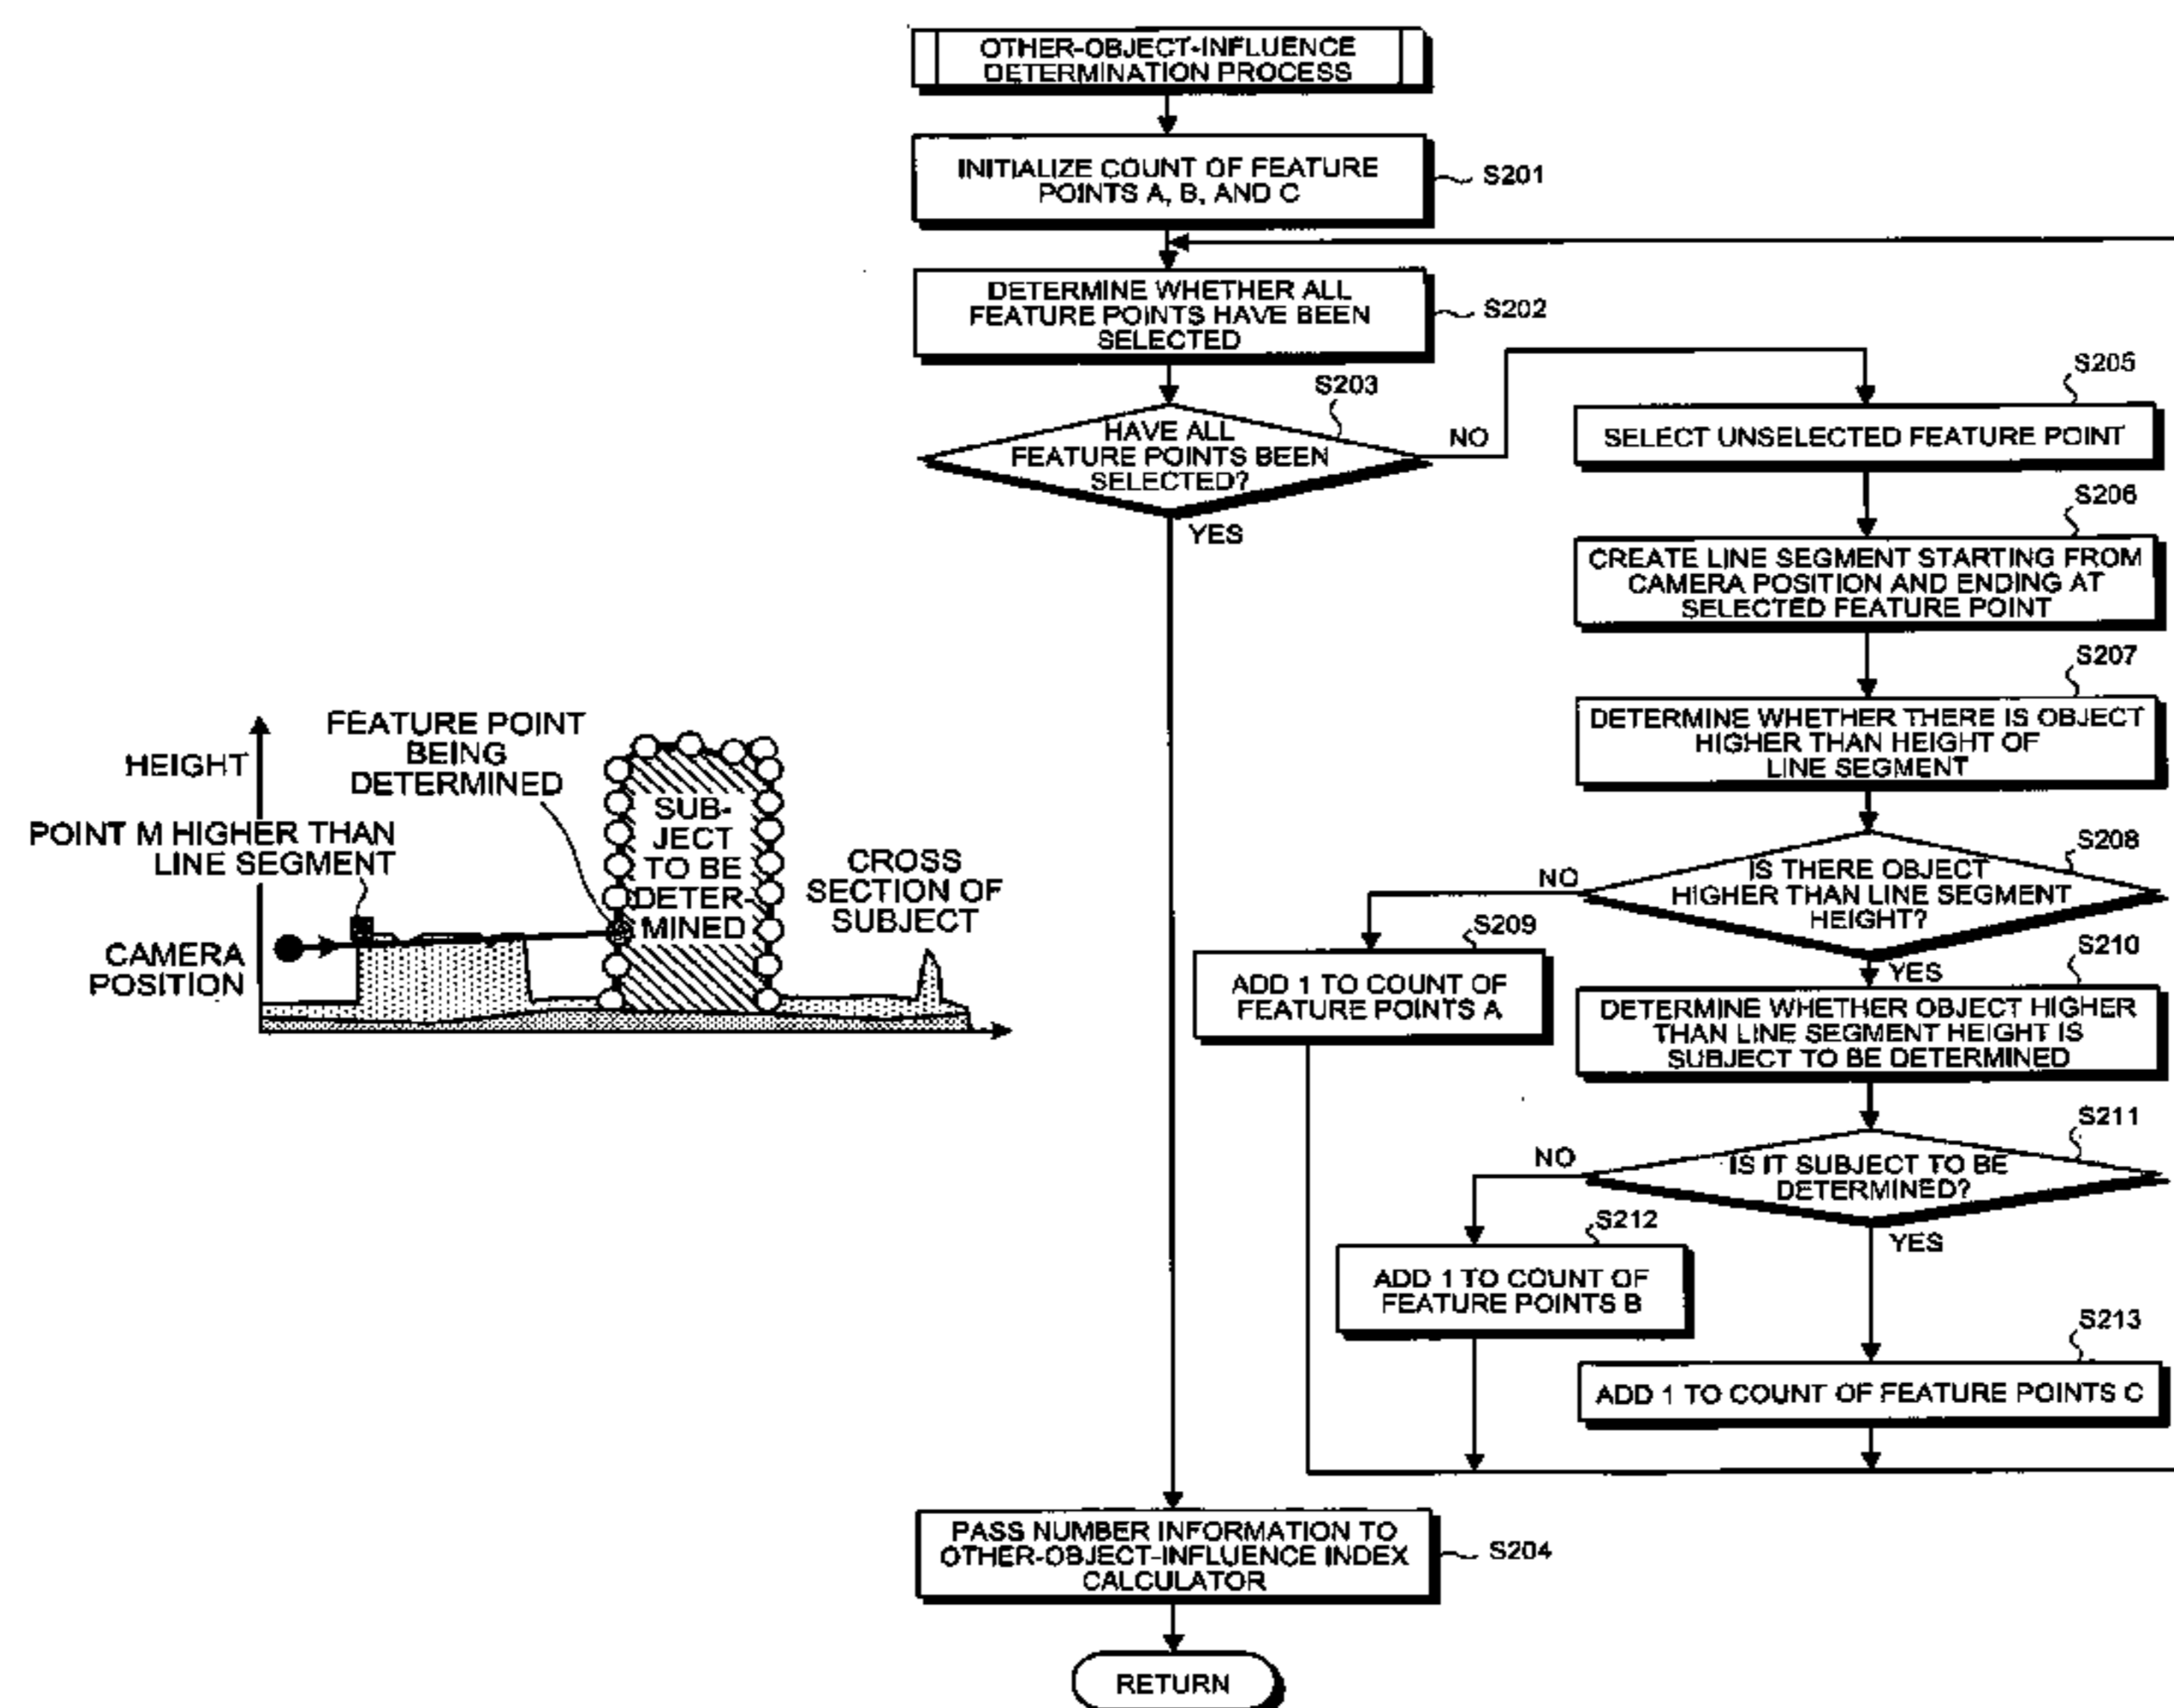 OTHER-OBJECT-INFLUENCE
DETERMINATION PROCESS
INITIALIZE COUNT OF FEATURE
POINTS A, B, AND C
S201
DETERMINE WHETHER ALL
FEATURE POINTS HAVE BEEN
SELECTED
S202
S203
HAVE ALL
FEATURE POINTS BEEN
SELECTED?
NO
YES
S205
SELECT UNSELECTED FEATURE POINT
S206
CREATE LINE SEGMENT STARTING FROM
CAMERA POSITION AND ENDING AT
SELECTED FEATURE POINT
S207
DETERMINE WHETHER THERE IS OBJECT
HIGHER THAN HEIGHT OF
LINE SEGMENT
S208
IS THERE OBJECT
HIGHER THAN LINE SEGMENT
HEIGHT?
NO
YES
S209
ADD 1 TO COUNT OF
FEATURE POINTS A
S210
DETERMINE WHETHER OBJECT HIGHER
THAN LINE SEGMENT HEIGHT IS
SUBJECT TO BE DETERMINED
S211
IS IT SUBJECT TO BE
DETERMINED?
NO
YES
S212
ADD 1 TO COUNT OF
FEATURE POINTS B
S213
ADD 1 TO COUNT OF FEATURE POINTS C
PASS NUMBER INFORMATION TO
OTHER-OBJECT-INFLUENCE INDEX
CALCULATOR
S204
RETURN
HEIGHT
FEATURE POINT
BEING
DETERMINED
POINT M HIGHER THAN
LINE SEGMENT
CAMERA
POSITION
SUB-
JECT
TO BE
DETER-
MINED
CROSS
SECTION OF
SUBJECT